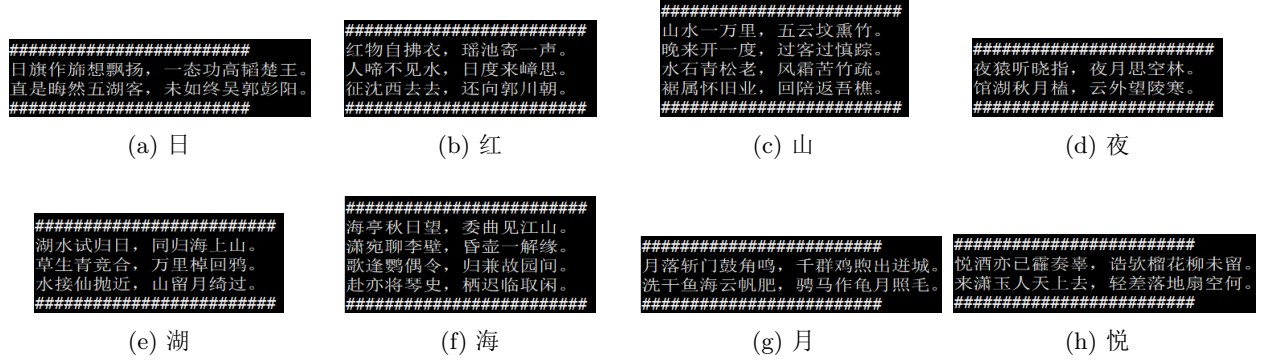 ##########################
日旗作旆想飘扬，一态功高韬楚王。
直是晦然五湖客，未如终吴郭彭阳。
##########################
(a) 日
##########################
红物自拂衣，瑶池寄一声。
人啼不见水，日度来嶂思。
征沈西去去，还向郭川朝。
##########################
(b) 红
##########################
山水一万里，五云坟熏竹。
晚来开一度，过客过慎踪。
水石青松老，风霜苦竹疏。
裾属怀旧业，回陪返吾樵。
##########################
(c) 山
##########################
夜猿听晓指，夜月思空林。
馆湖秋月榼，云外望陵寒。
##########################
(d) 夜
##########################
湖水试归日，同归海上山。
草生青竞合，万里棹回鸦。
水接仙抛近，山留月绮过。
##########################
(e) 湖
##########################
海亭秋日望，委曲见江山。
潇宛聊李壁，昏壶一解缘。
歌逢鹦偶令，归兼故园间。
赴亦将琴史，栖迟临取闲。
##########################
(f) 海
##########################
月落斩门鼓角鸣，千群鸡煦出迸城。
洗干鱼海云帆肥，骋马作龟月照毛。
##########################
(g) 月
##########################
悦酒亦已靃奏辜，诰欤榴花柳未留。
来潇玉人天上去，轻差落地扇空何。
##########################
(h) 悦